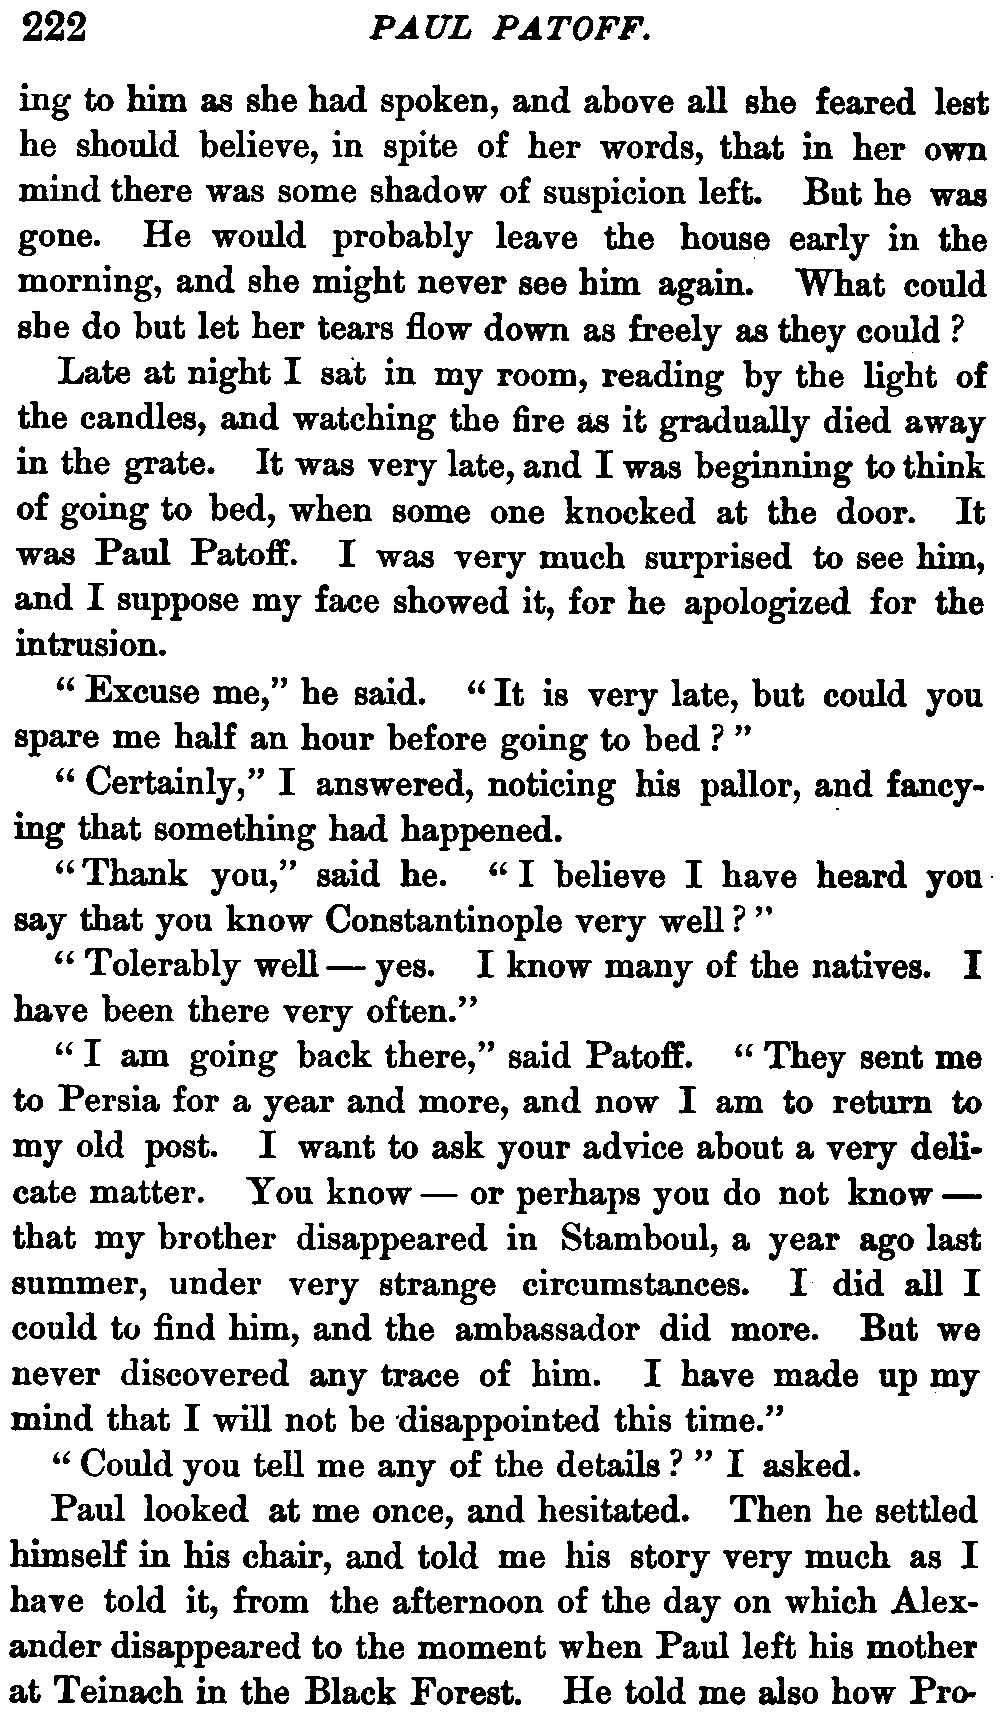 222 PAUL PATOFF.
ing to him as she had spoken, and above all she feared lest
he should believe, in spite of her words, that in her own
mind there was some shadow of suspicion left. But he was
gone. He would probably leave the house early in the
morning, and she might never see him again. What could
she do but let her tears flow down as freely as they could ?
Late at night I sat in my room, reading by the light of
the candles, and watching the fire as it gradually died away
in the grate. It was very late, and I was beginning to think
of going to bed, when some one knocked at the door. It
was Paul Patoff. I was very much surprised to see him,
and I suppose my face showed it, for he apologized for the
intrusion.
“ Excuse me,” he said. “ It is very late, but could you
spare me half an hour before going to bed ? ”
“ Certainly,” I answered, noticing his pallor, and fancy-
ing that something had happened.
“ Thank you,” said he. “ I believe I have heard you
say that you know Constantinople very well ? ”
“ Tolerably well — yes. I know many of the natives. I
have been there very often.”
“ I am going back there,” said Patoff. “ They sent me
to Persia for a year and more, and now I am to return to
my old post. I want to ask your advice about a very deli-
cate matter. You know — or perhaps you do not know —
that my brother disappeared in Stamboul, a year ago last
summer, under very strange circumstances. I did all I
could to find him, and the ambassador did more. But we
never discovered any trace of him. I have made up my
mind that I will not be disappointed this time.”
“ Could you tell me any of the details ? ” I asked.
Paul looked at me once, and hesitated. Then he settled
himself in his chair, and told me his story very much as I
have told it, from the afternoon of the day on which Alex-
ander disappeared to the moment when Paul left his mother
at Teinach in the Black Forest. He told me also how Pro-